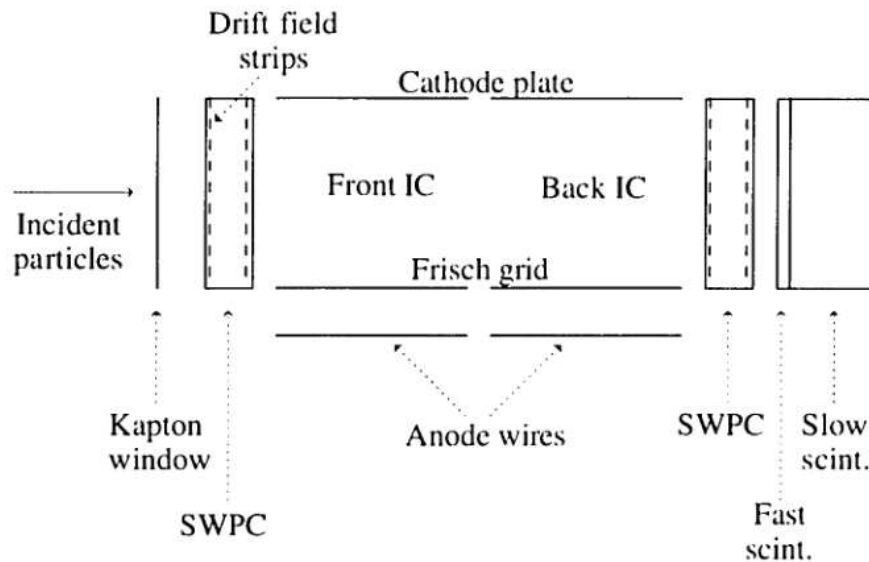 Drift field
strips
Cathode plate
Front IC
Back IC
Incident
particles
Frisch grid
Kapton
window
Anode wires
SWPC
Slow
scint.
SWPC
Fast
scint.